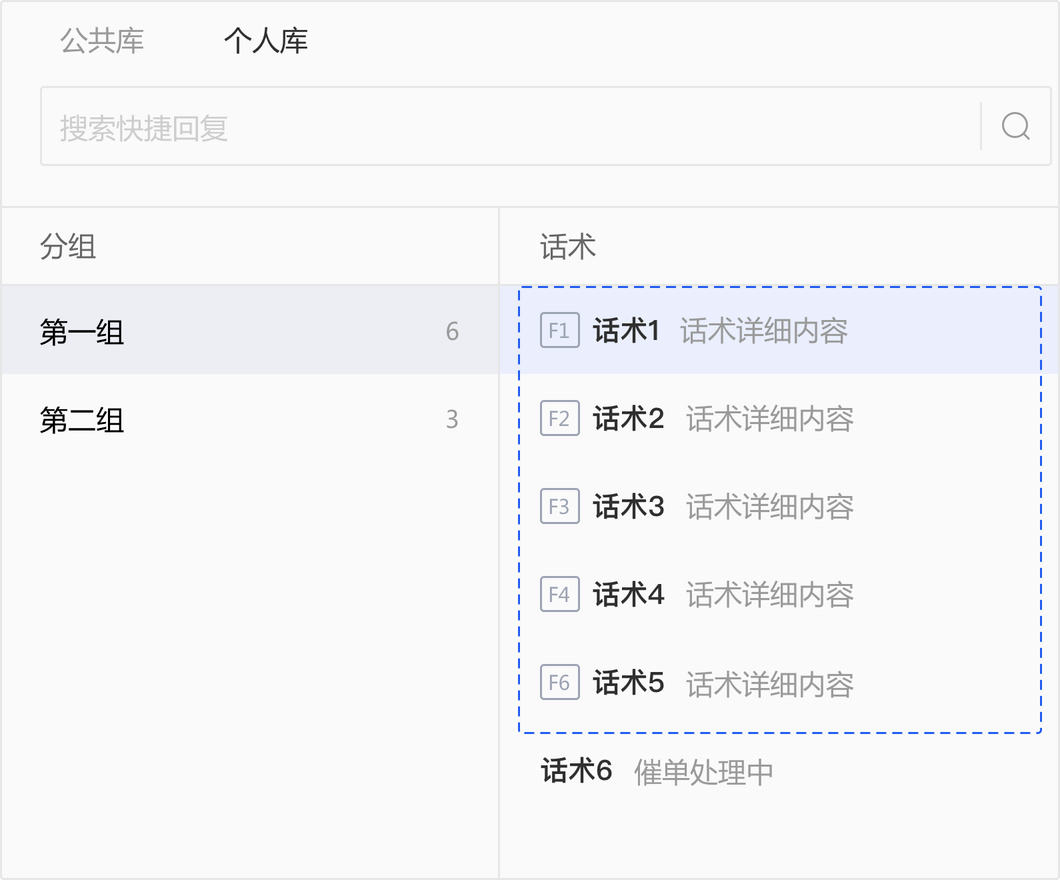 公共库 个人库
搜索快捷回复
分组
第一组 6
第二组 3
话术
F1 话术1 话术详细内容
F2 话术2 话术详细内容
F3 话术3 话术详细内容
F4 话术4 话术详细内容
F6 话术5 话术详细内容
话术6 催单处理中